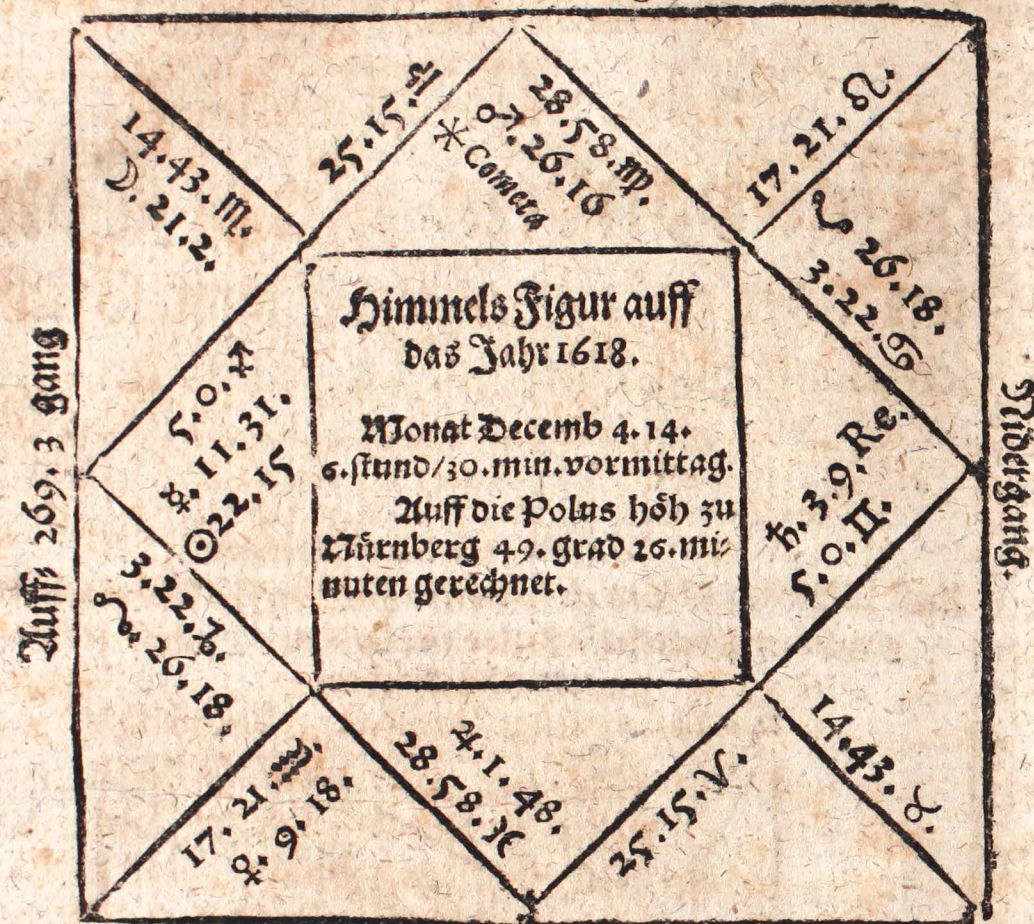 25.15.♎
28.58.♍.
♂.26.16
✳ Cometa
17.21.♌.
14.43.♏.
☽.21.2.
26.18.
3.22.♋
Auff= 269.3 gang
Nidergang.
Himmels Figur auff
das Jahr 1618.
Monat Decemb 4.14.
6.stund/30.min.vormittag.
Auff die Polus höh zu
Nürnberg 49.grad 26.mi=
nuten gerechnet.
5.0.♐
☿.11.31.
☉22.15
♄.3.9.Re.
5.0.♊.
3.22.♑.
26.18.
17.21.♒.
♀.9.18.
♃.1.48.
28.58.♓
25.15.♈.
14.43.♉.